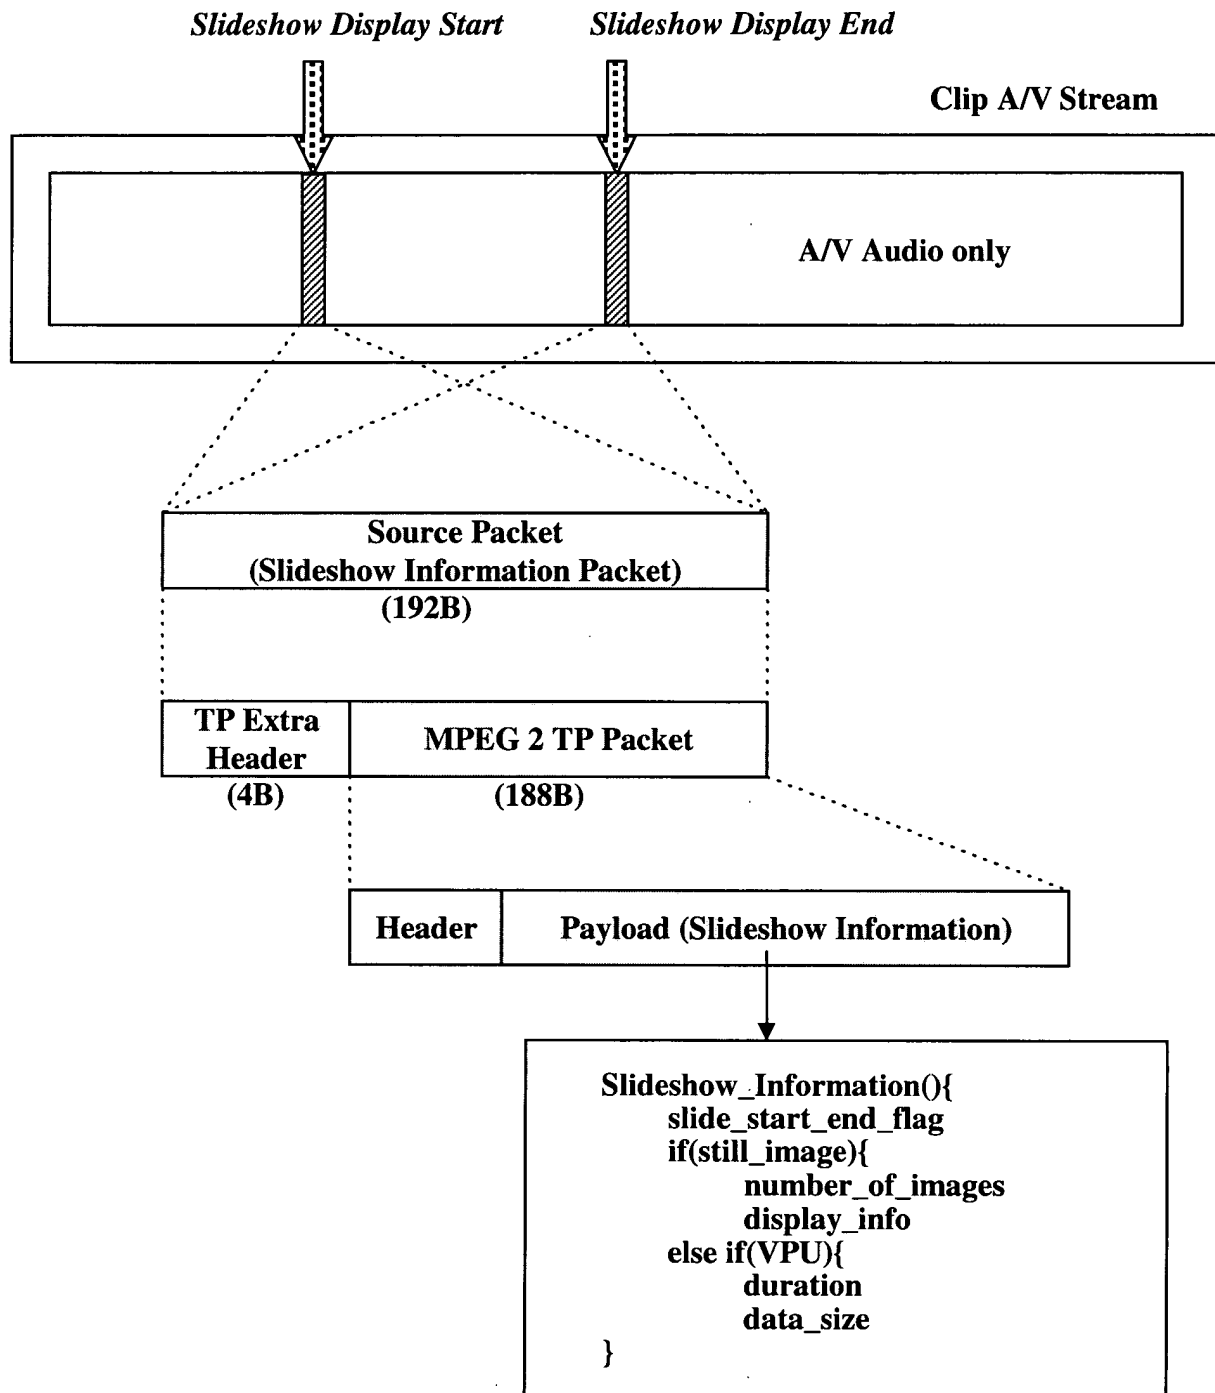 Slideshow Display Start
Slideshow Display End
Clip A/V Stream
A/V Audio only
Source Packet
(Slideshow Information Packet)
(192B)
TP Extra
Header
MPEG 2 TP Packet
(4B)
(188B)
Header
Payload (Slideshow Information)
Slideshow_Information(){
slide_start_end_flag
if(still_image){
number_of_images
display_info
else if(VPU){
duration
data_size
}